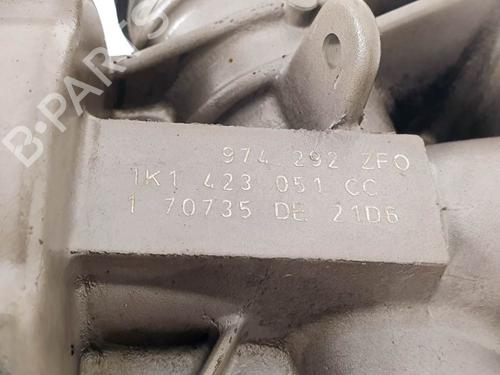 B-PARTS
974 292 ZFO
1K1 423 051 CC
1 70735 DE 21D6